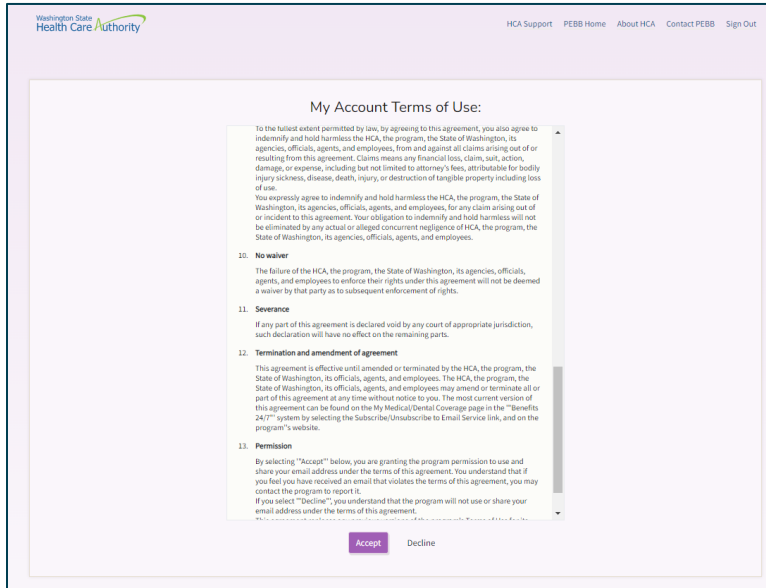 Washington State
Health Care Authority
HCA Support PEBB Home About HCA Contact PEBB Sign Out
My Account Terms of Use:
To the fullest extent permitted by law, by agreeing to this agreement, you also agree to
indemnify and hold harmless the HCA, the program, the State of Washington, its
agencies, officials, agents, and employees, from and against all claims arising out of or
resulting from this agreement. Claims means any financial loss, claim, suit, action,
damage, or expense, including but not limited to attorney's fees, attributable for bodily
injury sickness, disease, death, injury, or destruction of tangible property including loss
of use.
You expressly agree to indemnify and hold harmless the HCA, the program, the State of
Washington, its agencies, officials, agents, and employees, for any claim arising out of
or incident to this agreement. Your obligation to indemnify and hold harmless will not
be eliminated by any actual or alleged concurrent negligence of HCA, the program, the
State of Washington, its agencies, officials, agents, and employees.
10. No waiver
The failure of the HCA, the program, the State of Washington, its agencies, officials,
agents, and employees to enforce their rights under this agreement will not be deemed
a waiver by that party as to subsequent enforcement of rights.
11. Severance
If any part of this agreement is declared void by any court of appropriate jurisdiction,
such declaration will have no effect on the remaining parts.
12. Termination and amendment of agreement
This agreement is effective until amended or terminated by the HCA, the program, the
State of Washington, its officials, agents, and employees. The HCA, the program, the
State of Washington, its officials, agents, and employees may amend or terminate all or
part of this agreement at any time without notice to you. The most current version of
this agreement can be found on the My Medical/Dental Coverage page in the ""Benefits
24/7"" system by selecting the Subscribe/Unsubscribe to Email Service link, and on the
program"s website.
13. Permission
By selecting '"Accept"' below, you are granting the program permission to use and
share your email address under the terms of this agreement. You understand that if
you feel you have received an email that violates the terms of this agreement, you may
contact the program to report it.
If you select ""Decline"', you understand that the program will not use or share your
email address under the terms of this agreement.
This agreement replaces any previous versions of the program's Terms of Use for its
Accept Decline